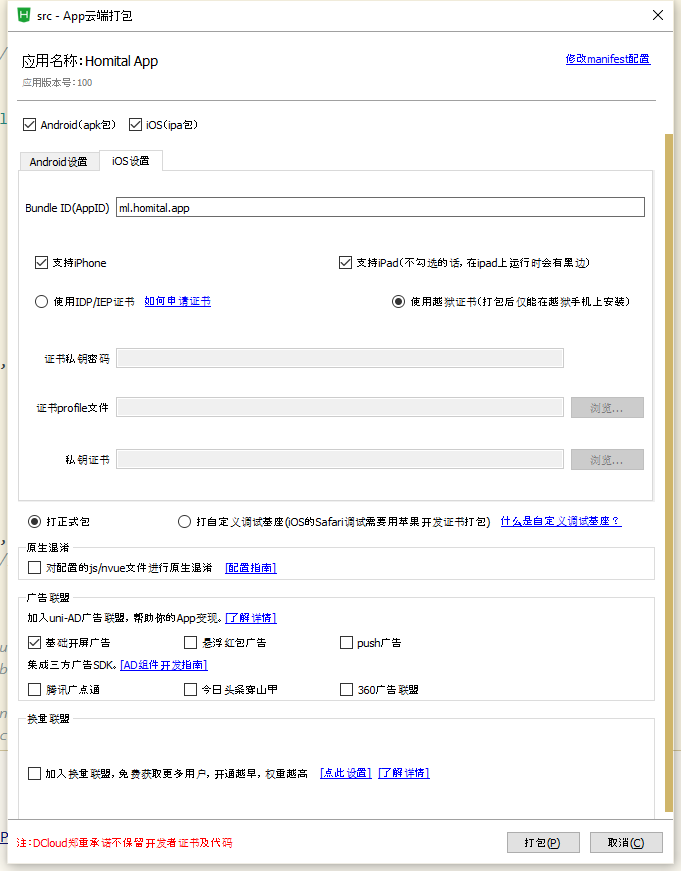 src - App云端打包
应用名称：Homital App
修改manifest配置
应用版本号：100
Android(apk包) iOS(ipa包)
Android设置 iOS设置
Bundle ID(AppID) ml.homital.app
支持iPhone 支持iPad(不勾选的话，在ipad上运行时会有黑边)
使用IDP/IEP证书 如何申请证书 使用越狱证书(打包后仅能在越狱手机上安装)
证书私钥密码
证书profile文件 浏览...
私钥证书 浏览...
打正式包 打自定义调试基座(iOS的Safari调试需要用苹果开发证书打包) 什么是自定义调试基座？
原生混淆
对配置的js/nvue文件进行原生混淆 [配置指南]
广告联盟
加入uni-AD广告联盟，帮助你的App变现。[了解详情]
基础开屏广告 悬浮红包广告 push广告
集成三方广告SDK。[AD组件开发指南]
腾讯广点通 今日头条穿山甲 360广告联盟
换量联盟
加入换量联盟，免费获取更多用户，开通越早，权重越高 [点此设置] [了解详情]
注：DCloud郑重承诺不保留开发者证书及代码
打包(P) 取消(C)